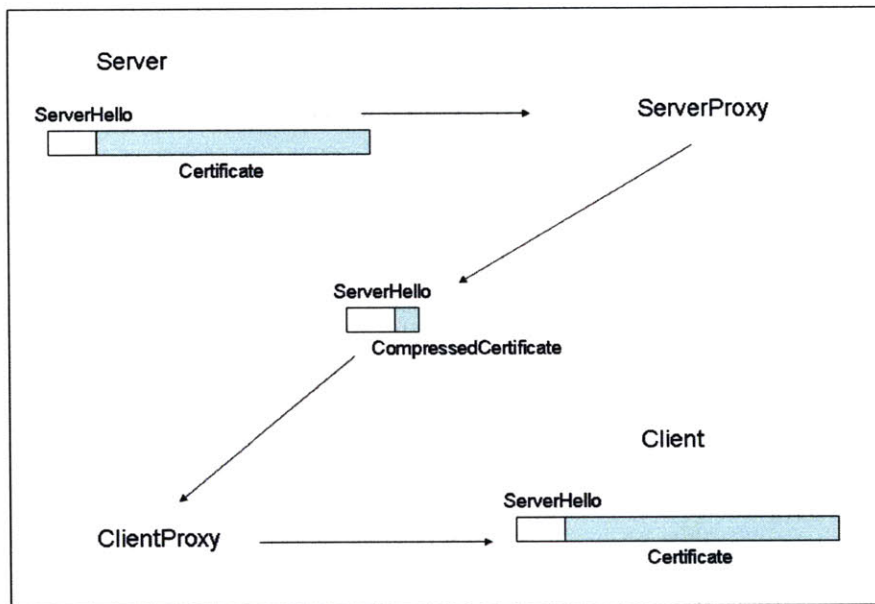 Server
ServerHello
Certificate
ServerProxy
ServerHello
CompressedCertificate
Client
ClientProxy
ServerHello
Certificate